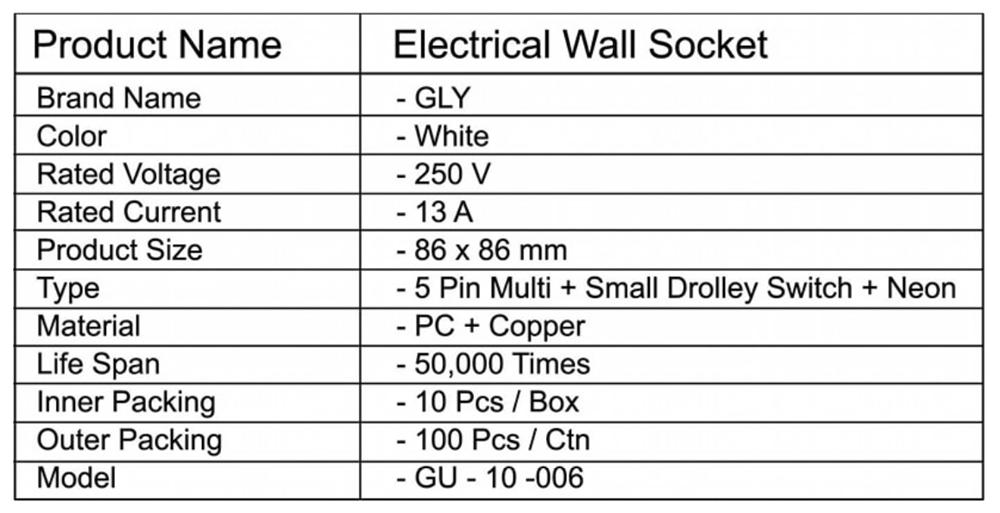 Product Name Electrical Wall Socket
Brand Name - GLY
Color - White
Rated Voltage - 250 V
Rated Current - 13 A
Product Size - 86 x 86 mm
Type - 5 Pin Multi + Small Drolley Switch + Neon
Material - PC + Copper
Life Span - 50,000 Times
Inner Packing - 10 Pcs / Box
Outer Packing - 100 Pcs / Ctn
Model - GU - 10 -006